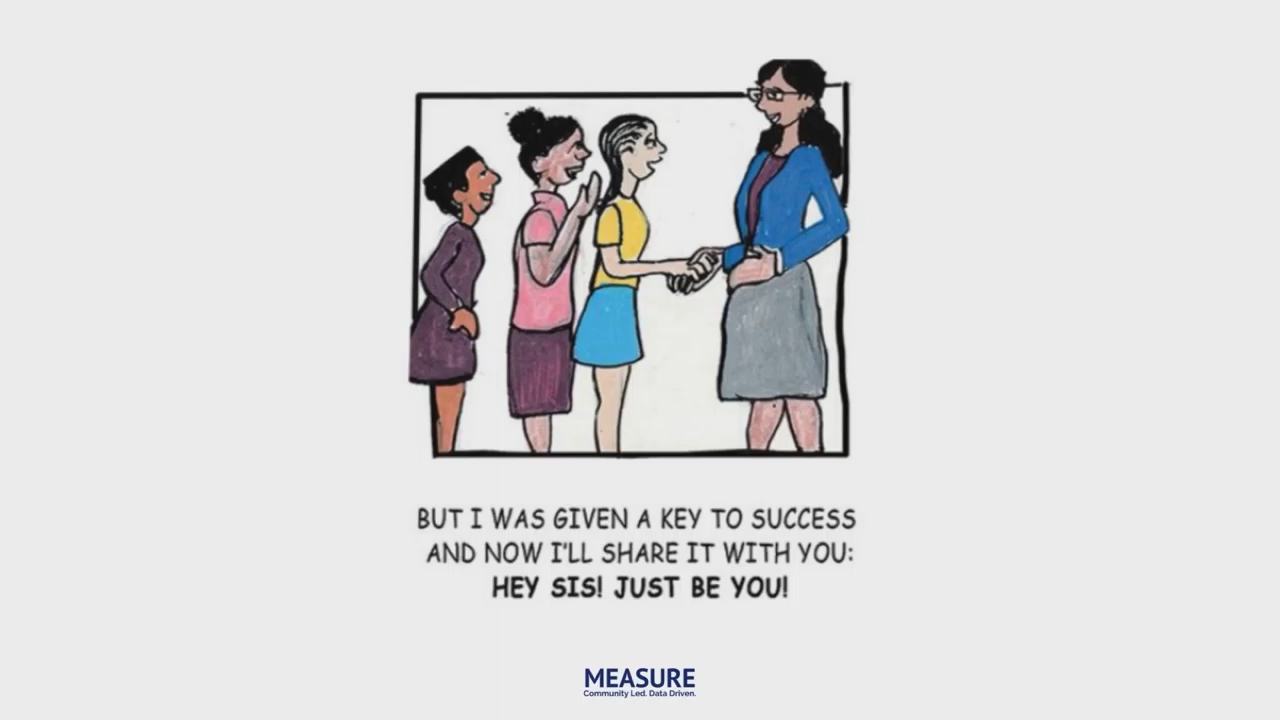 BUT I WAS GIVEN A KEY TO SUCCESS
AND NOW I'LL SHARE IT WITH YOU:
HEY SIS! JUST BE YOU!
MEASURE
Community Led. Data Driven.